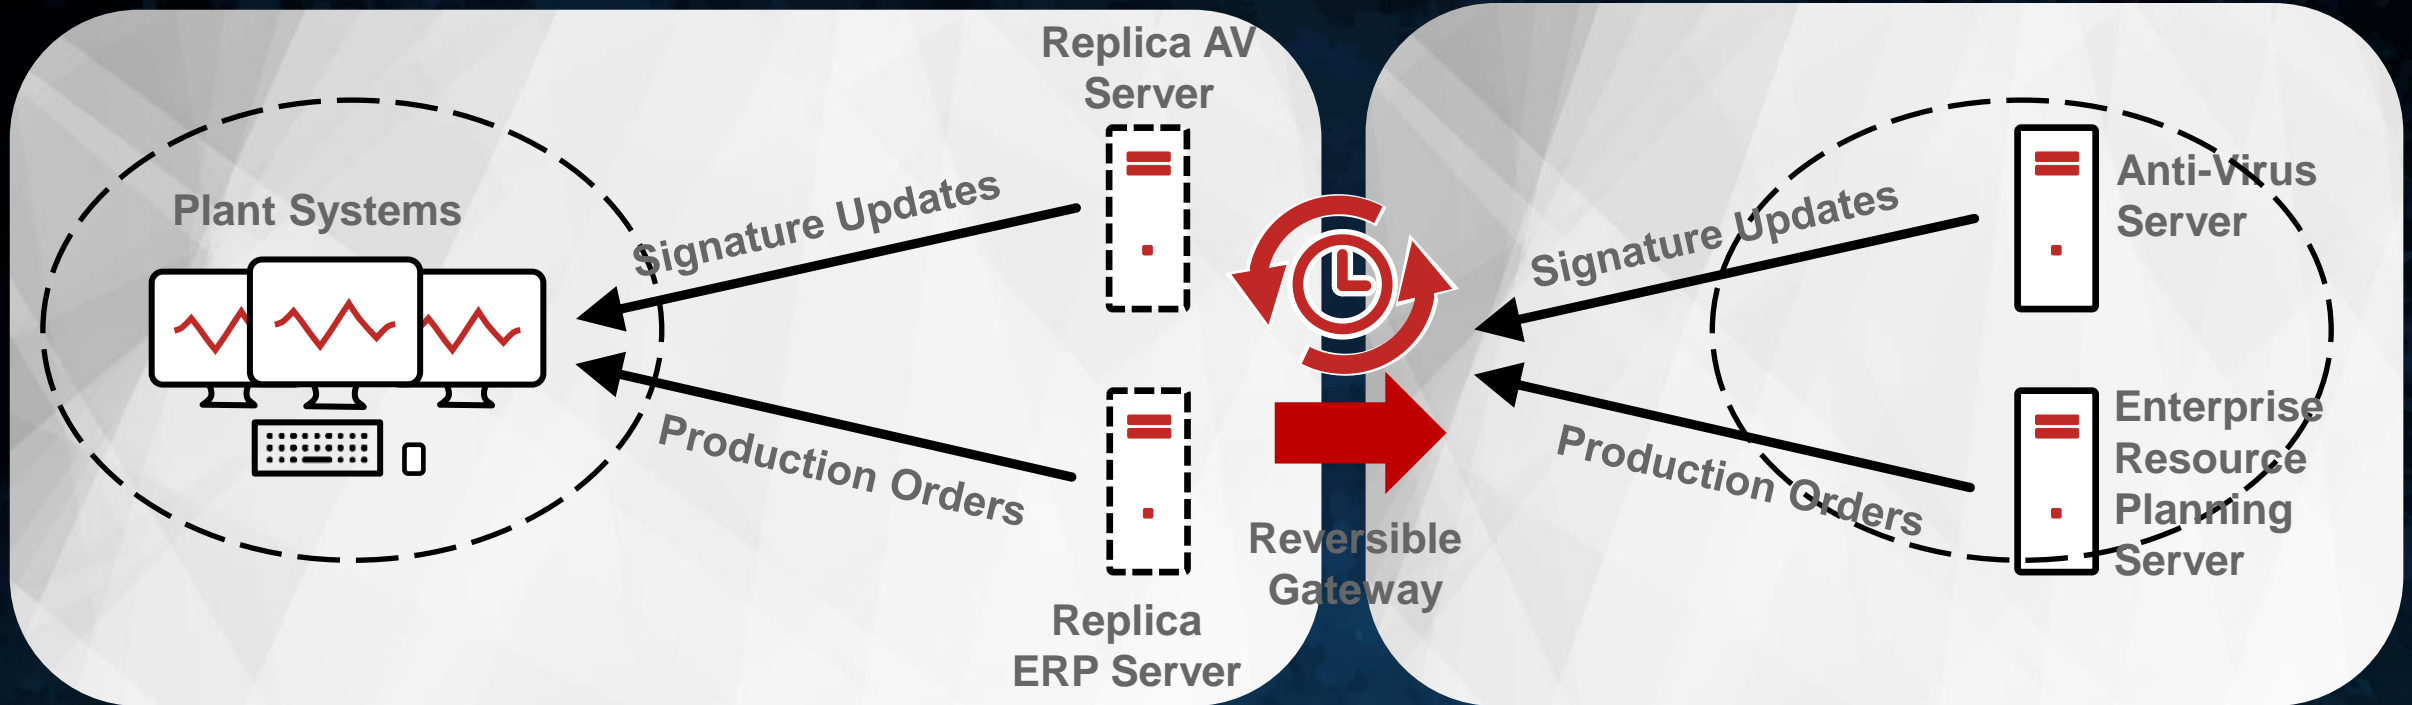 Replica AV
Server
Plant Systems
Signature Updates
Production Orders
Replica
ERP Server
Reversible
Gateway
Signature Updates
Production Orders
Anti-Virus
Server
Enterprise
Resource
Planning
Server